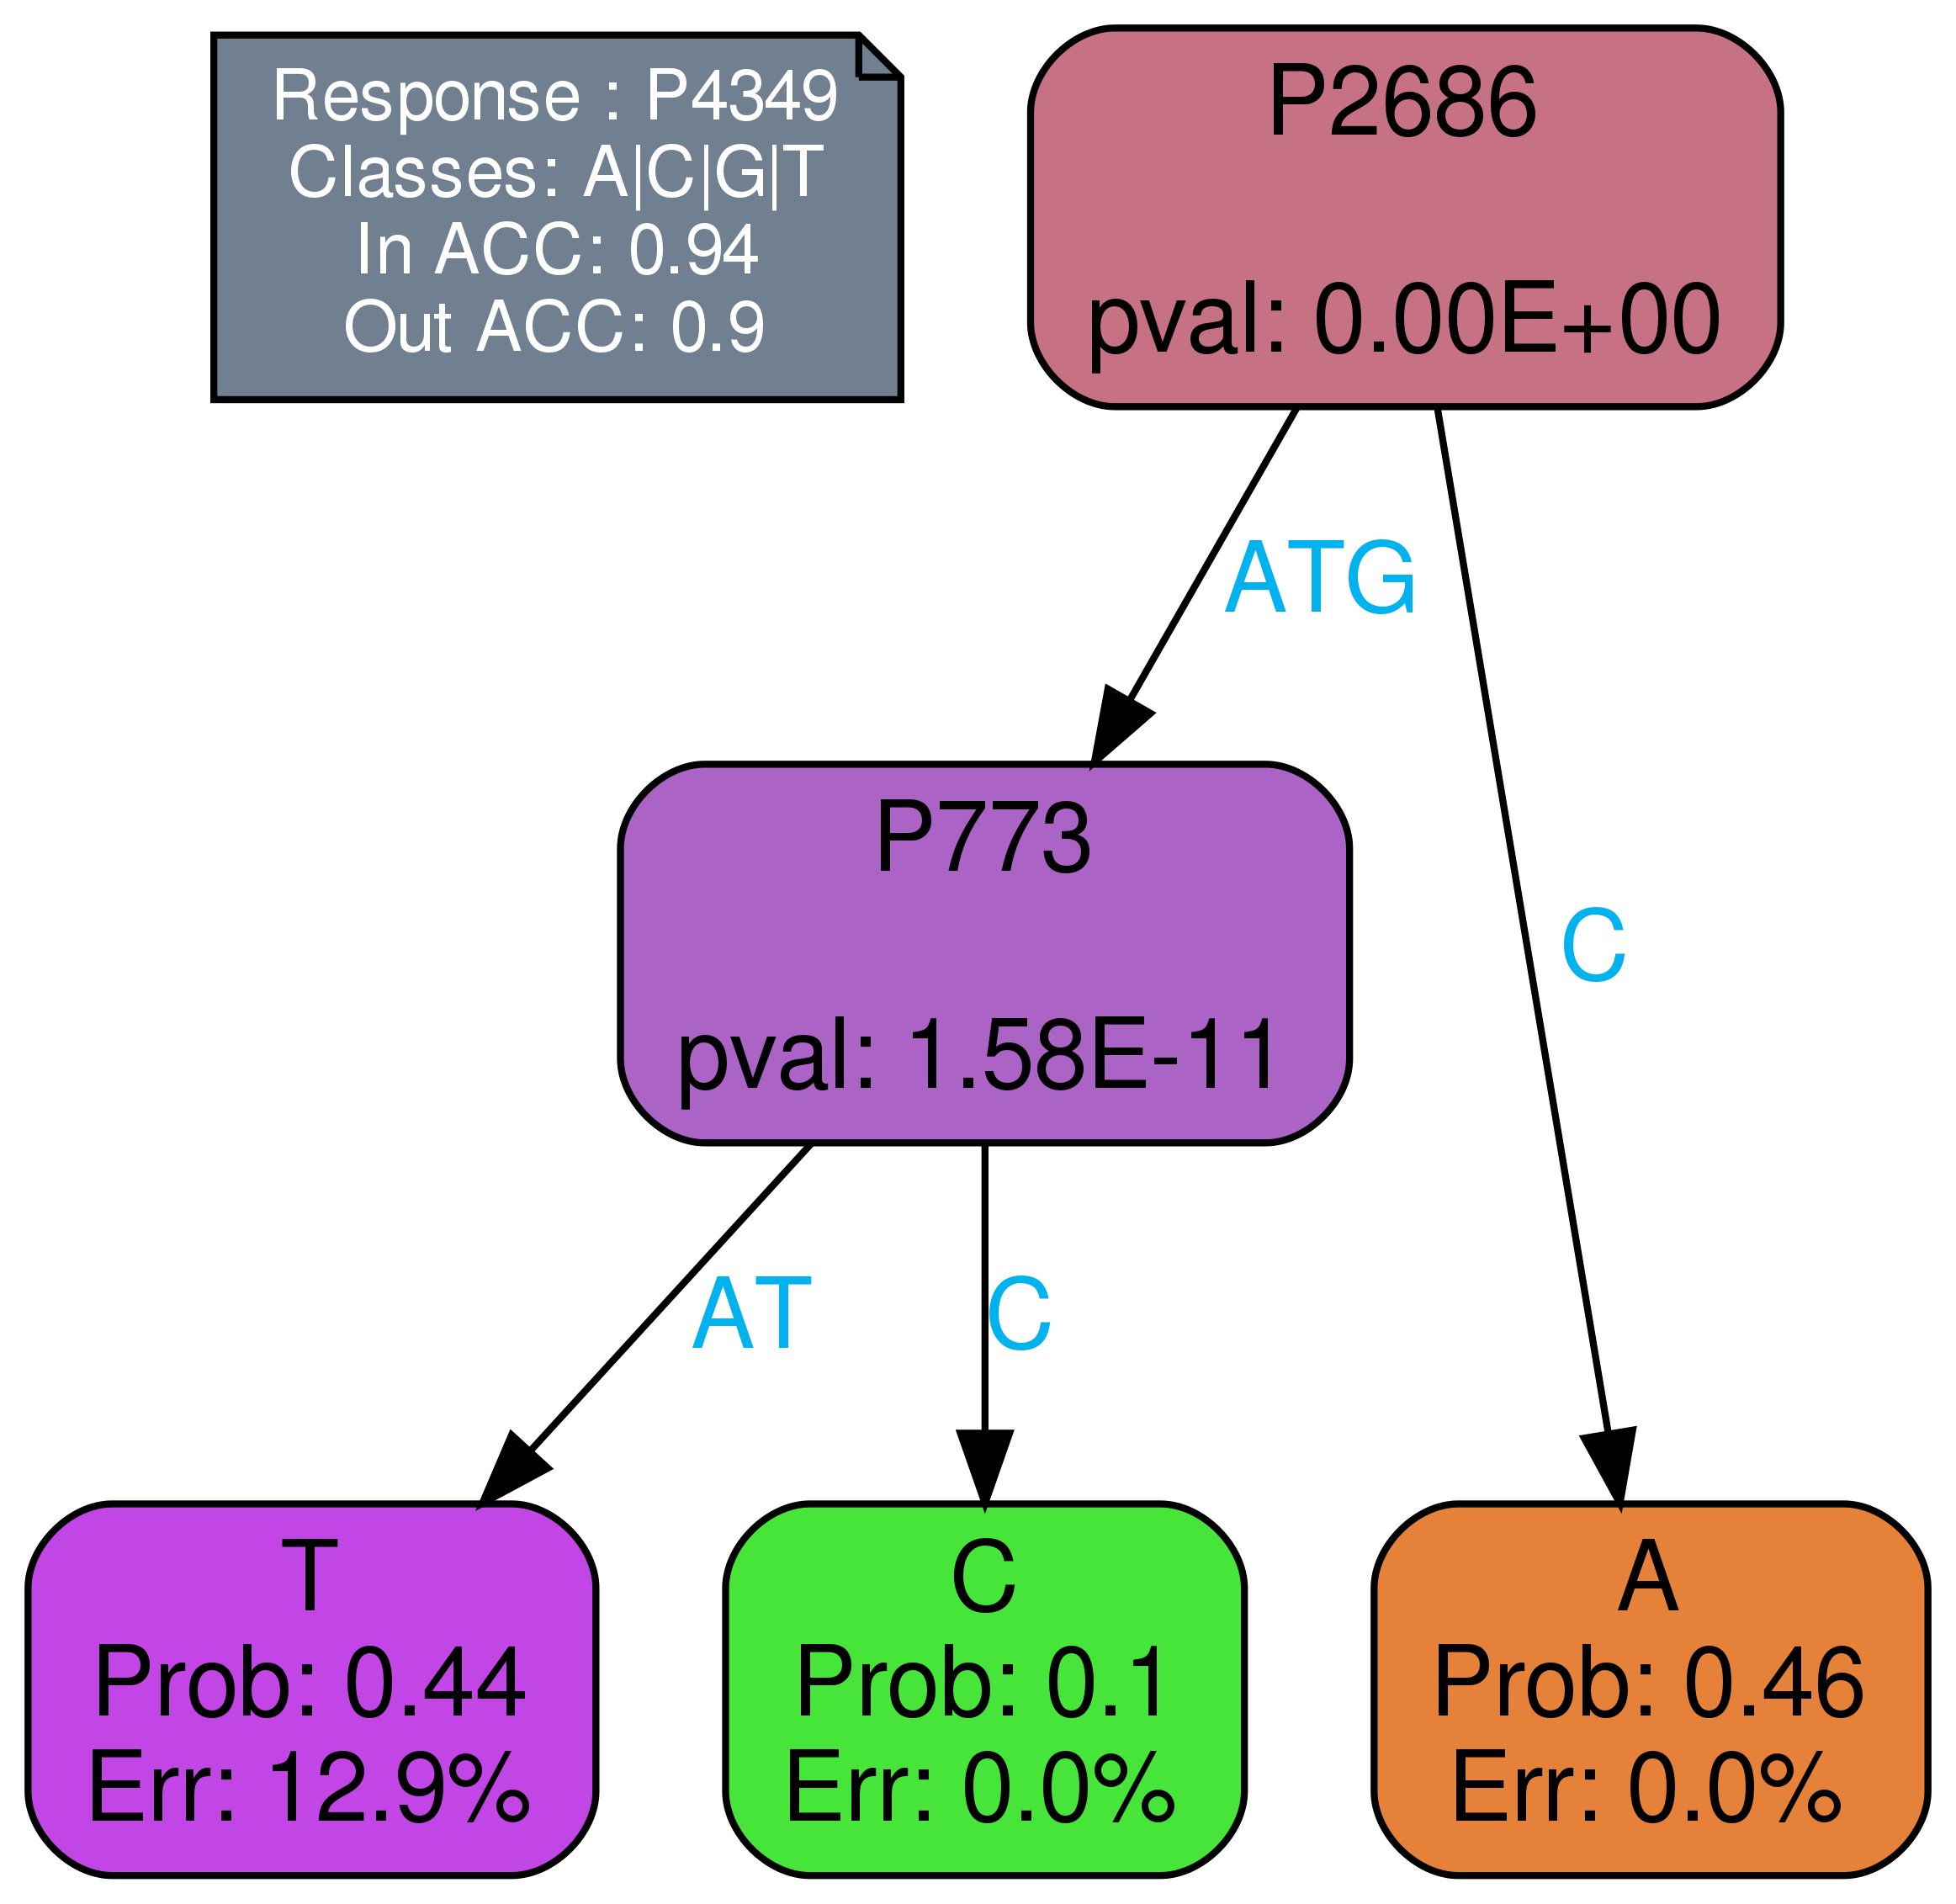 Response : P4349
Classes: A|C|G|T
In ACC: 0.94
Out ACC: 0.9
P2686
pval: 0.00E+00
ATG
C
P773
pval: 1.58E-11
AT
C
T
Prob: 0.44
Err: 12.9%
C
Prob: 0.1
Err: 0.0%
A
Prob: 0.46
Err: 0.0%